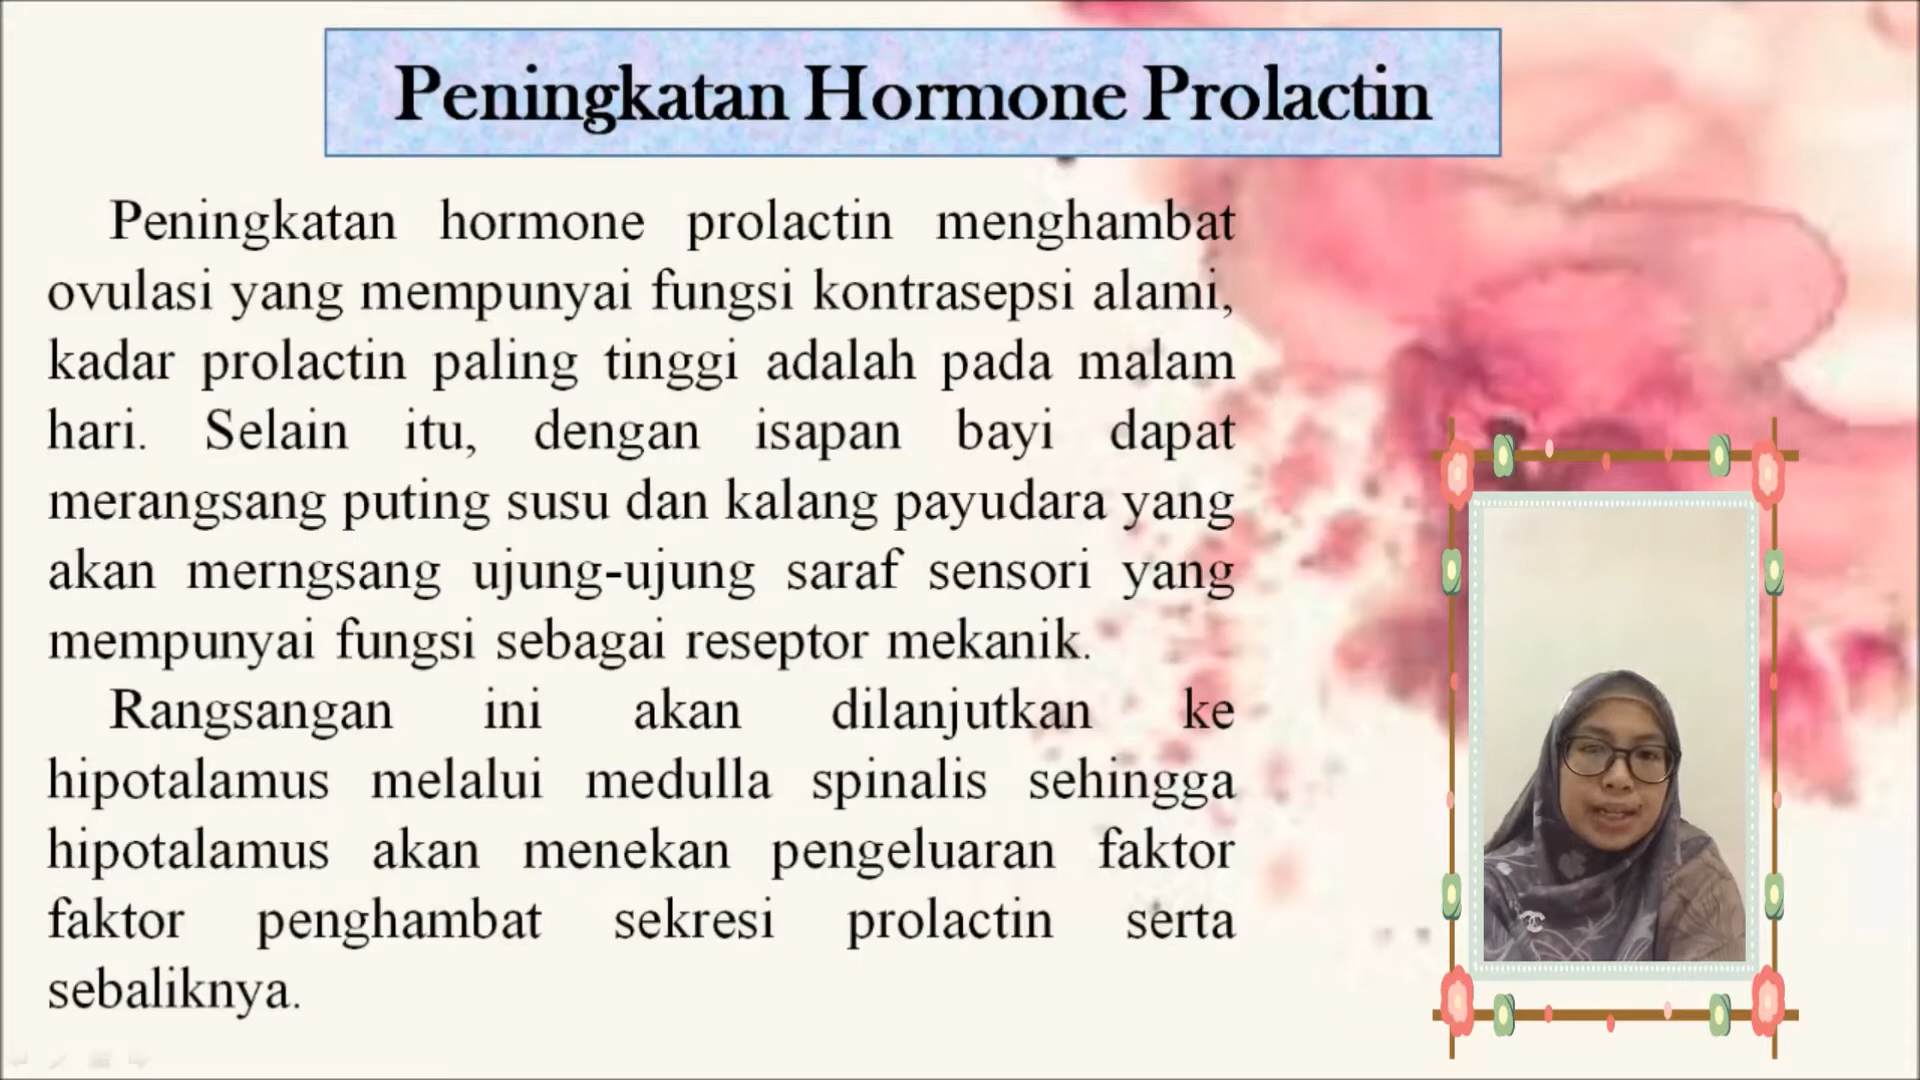 Peningkatan Hormone Prolactin
Peningkatan hormone prolactin menghambat
ovulasi yang mempunyai fungsi kontrasepsi alami,
kadar prolactin paling tinggi adalah pada malam
hari. Selain itu, dengan isapan bayi dapat
merangsang puting susu dan kalang payudara yang
akan merngsang ujung-ujung saraf sensori yang
mempunyai fungsi sebagai reseptor mekanik.
Rangsangan ini akan dilanjutkan ke
hipotalamus melalui medulla spinalis sehingga
hipotalamus akan menekan pengeluaran faktor
faktor penghambat sekresi prolactin serta
sebaliknya.